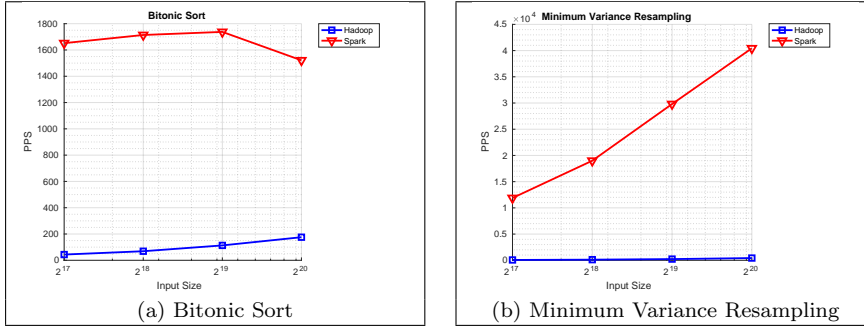 Bitonic Sort
1800
1600
1400
1200
1000
800
600
400
200
0
PPS
2^17 2^18 2^19 2^20
Input Size
Hadoop
Spark
(a) Bitonic Sort
×10^4 Minimum Variance Resampling
4.5
4
3.5
3
2.5
2
1.5
1
0.5
0
PPS
2^17 2^18 2^19 2^20
Input Size
Hadoop
Spark
(b) Minimum Variance Resampling